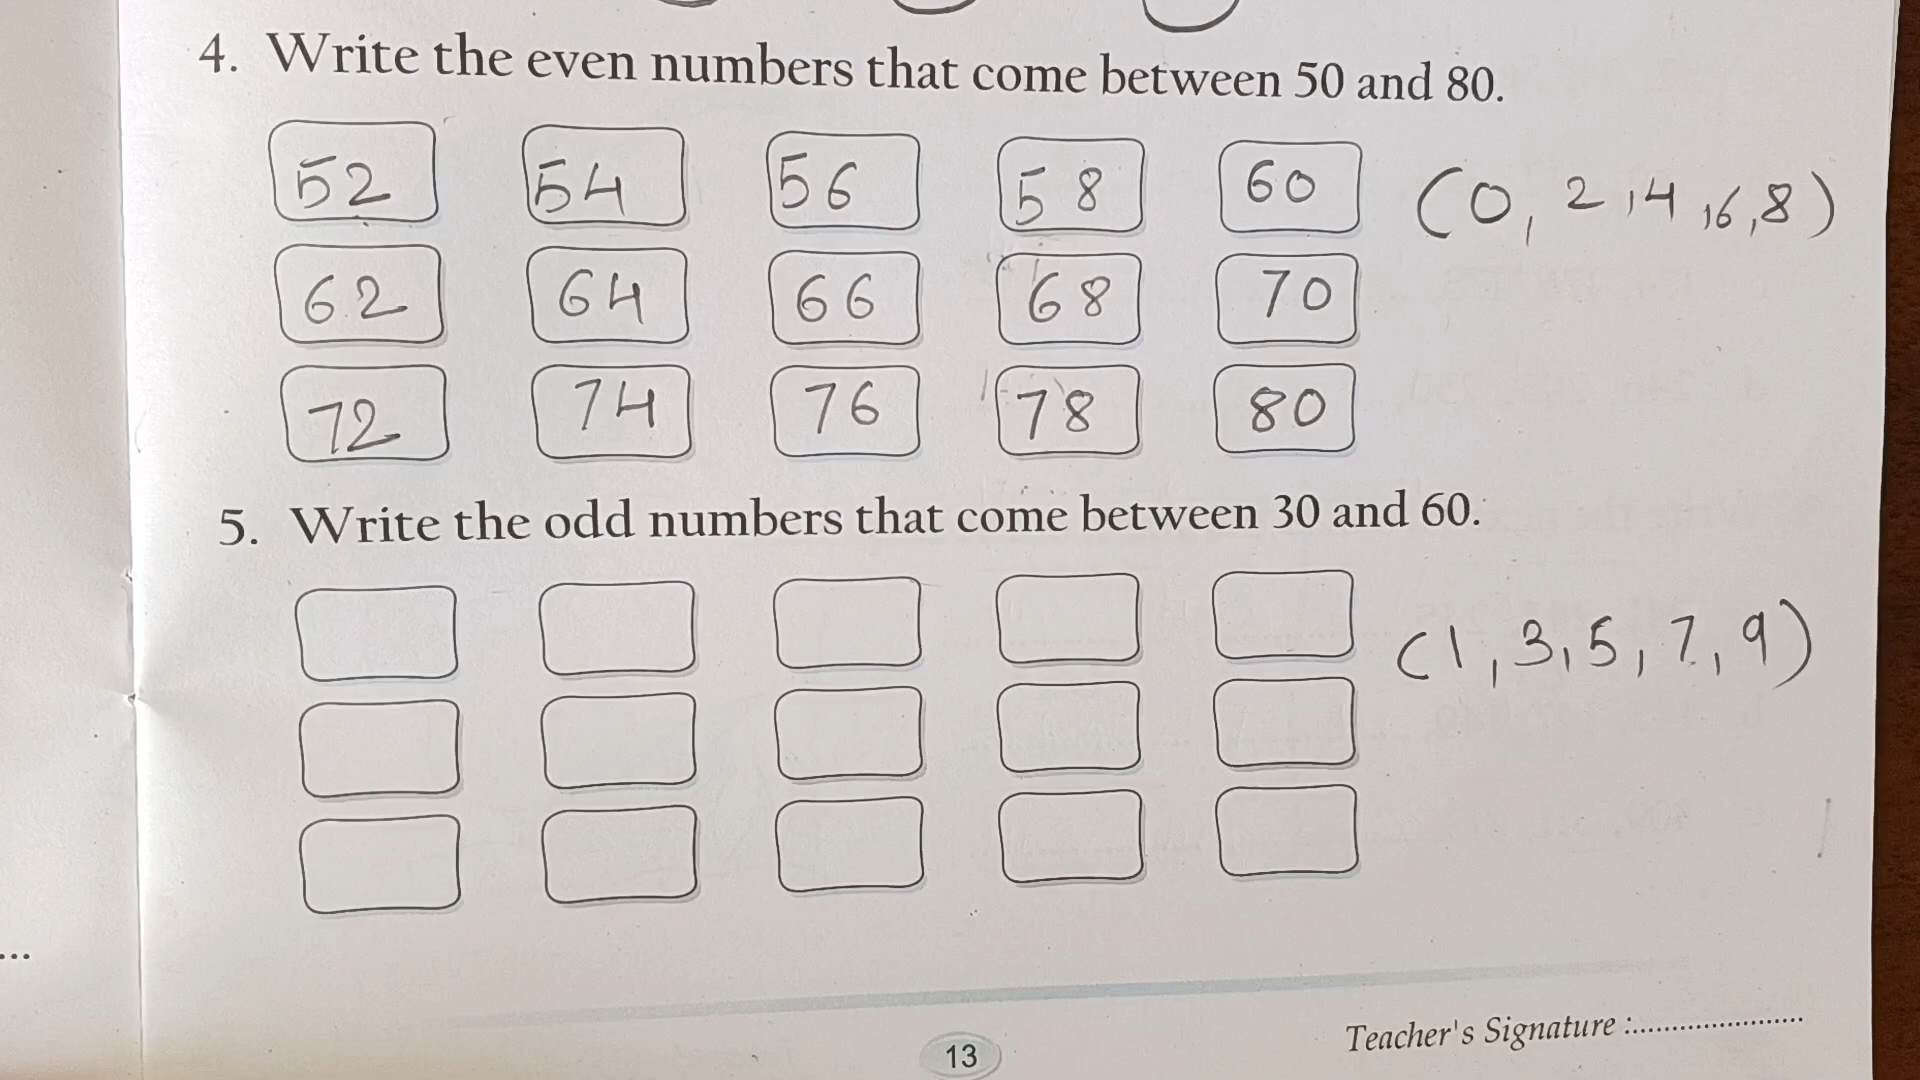 4. Write the even numbers that come between 50 and 80.
52 54 56 58 60 (0, 2, 4, 6, 8)
62 64 66 68 70
72 74 76 78 80
5. Write the odd numbers that come between 30 and 60.
(1, 3, 5, 7, 9)
...
Teacher's Signature :........................
13